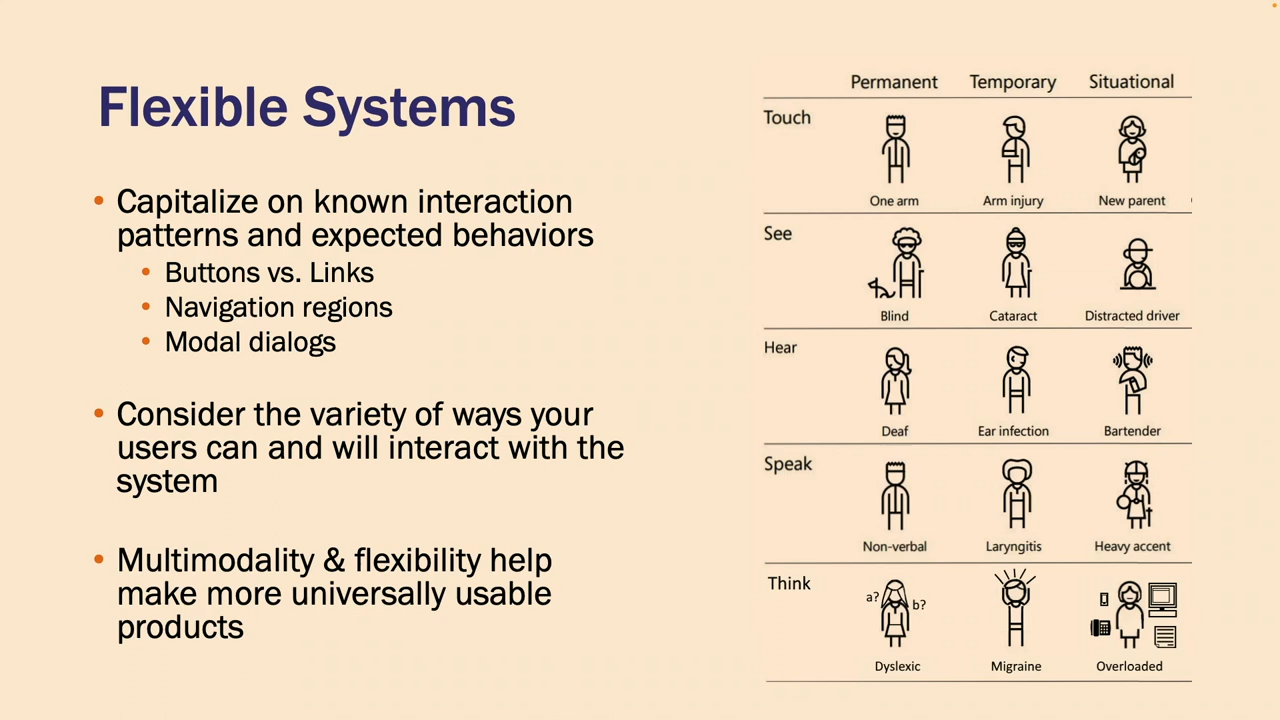 Flexible Systems
• Capitalize on known interaction
patterns and expected behaviors
• Buttons vs. Links
• Navigation regions
• Modal dialogs
• Consider the variety of ways your
users can and will interact with the
system
• Multimodality & flexibility help
make more universally usable
products
Permanent Temporary Situational
Touch
One arm Arm injury New parent
See
Blind Cataract Distracted driver
Hear
Deaf Ear infection Bartender
Speak
Non-verbal Laryngitis Heavy accent
Think
a? b?
Dyslexic Migraine Overloaded